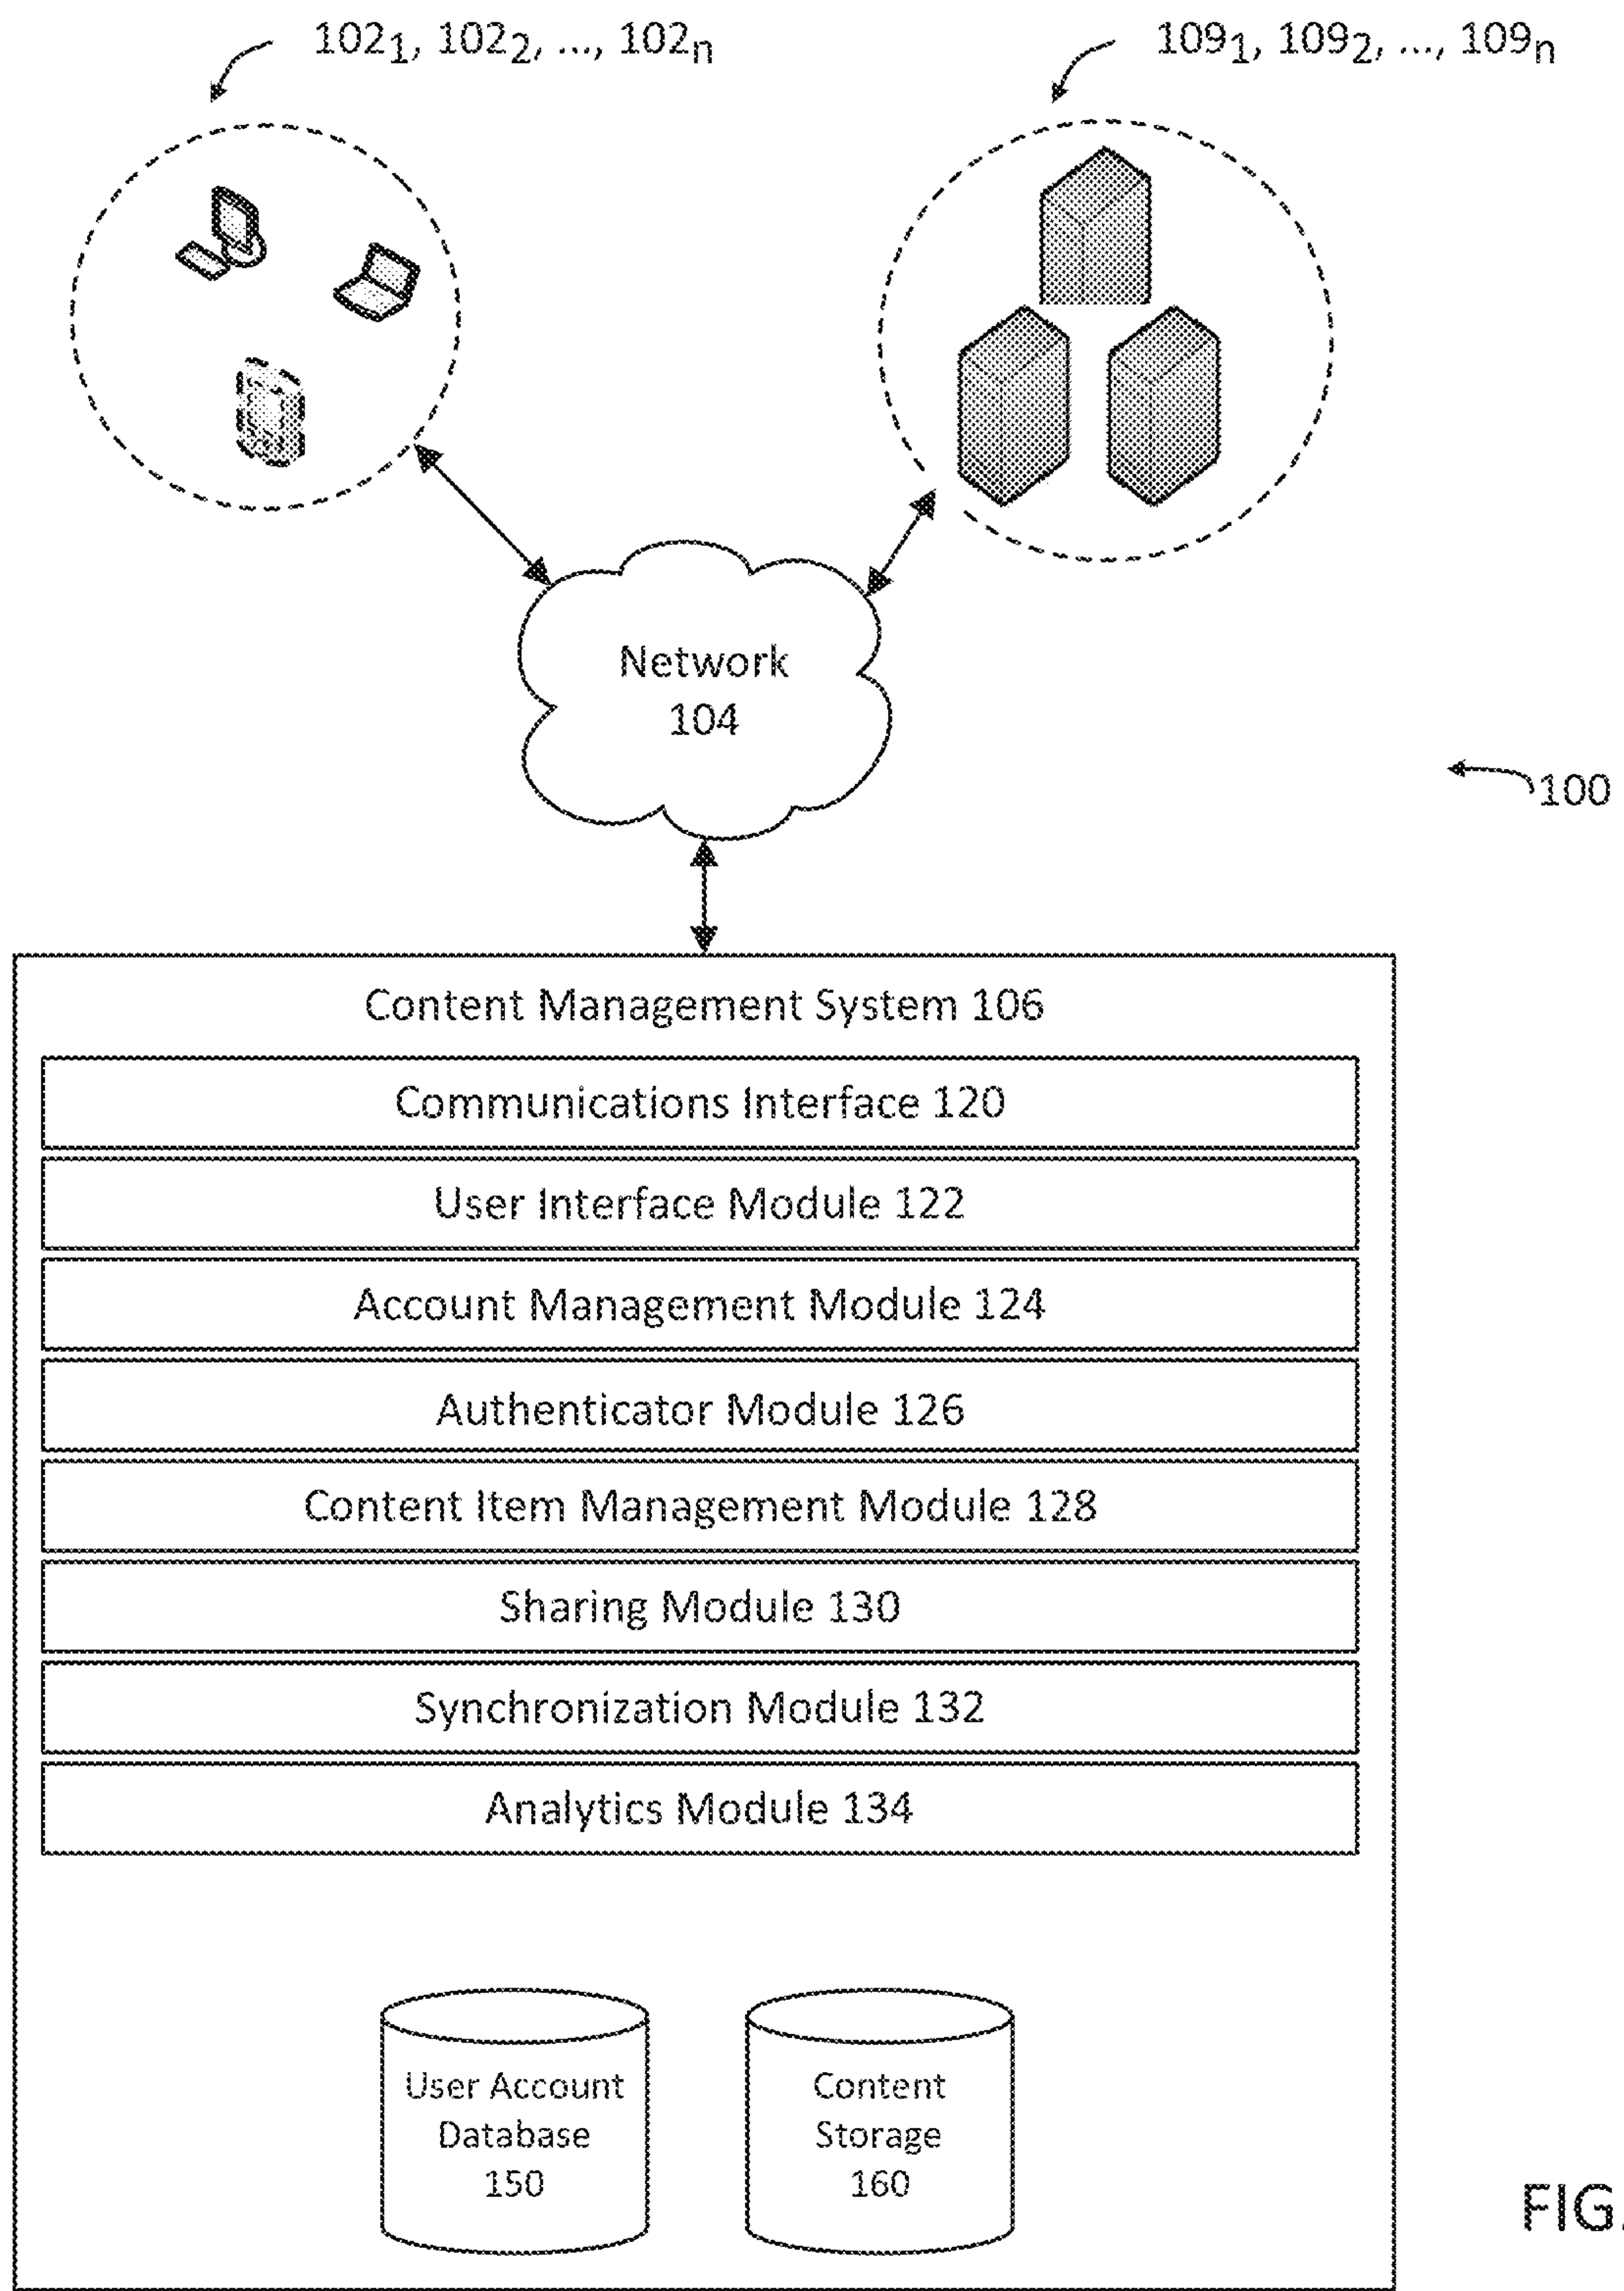 102₁, 102₂, ..., 102ₙ
109₁, 109₂, ..., 109ₙ
Network
104
100
Content Management System 106
Communications Interface 120
User Interface Module 122
Account Management Module 124
Authenticator Module 126
Content Item Management Module 128
Sharing Module 130
Synchronization Module 132
Analytics Module 134
User Account
Database
150
Content
Storage
160
FIG.